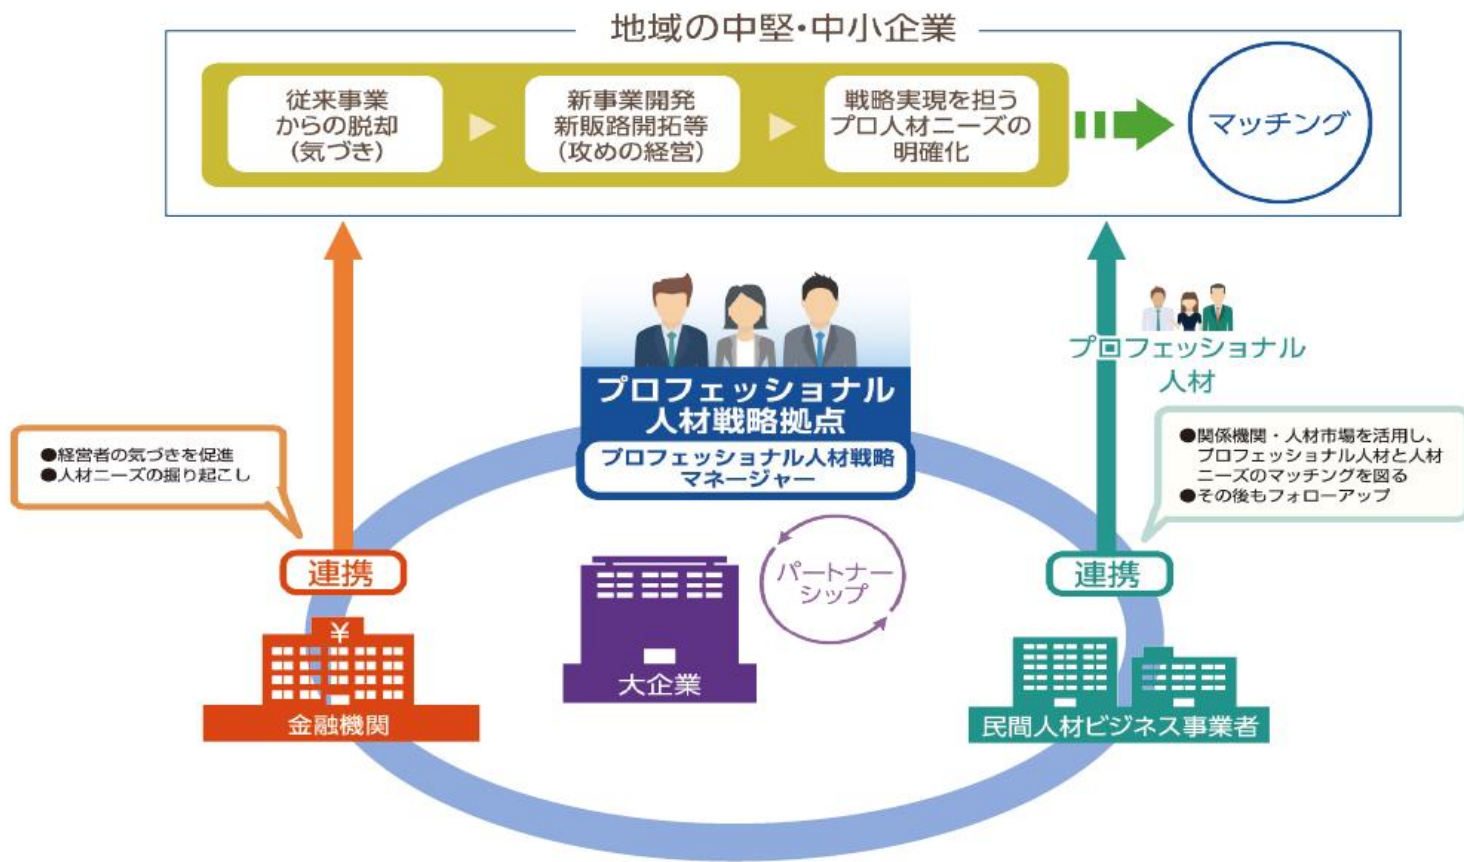 地域の中堅・中小企業
従来事業
からの脱却
(気づき)
新事業開発
新販路開拓等
(攻めの経営)
戦略実現を担う
プロ人材ニーズの
明確化
マッチング
プロフェッショナル
人材戦略拠点
プロフェッショナル人材戦略
マネージャー
プロフェッショナル
人材
●経営者の気づきを促進
●人材ニーズの掘り起こし
●関係機関・人材市場を活用し、
プロフェッショナル人材と人材
ニーズのマッチングを図る
●その後もフォローアップ
連携
パートナー
シップ
連携
¥
金融機関
大企業
民間人材ビジネス事業者